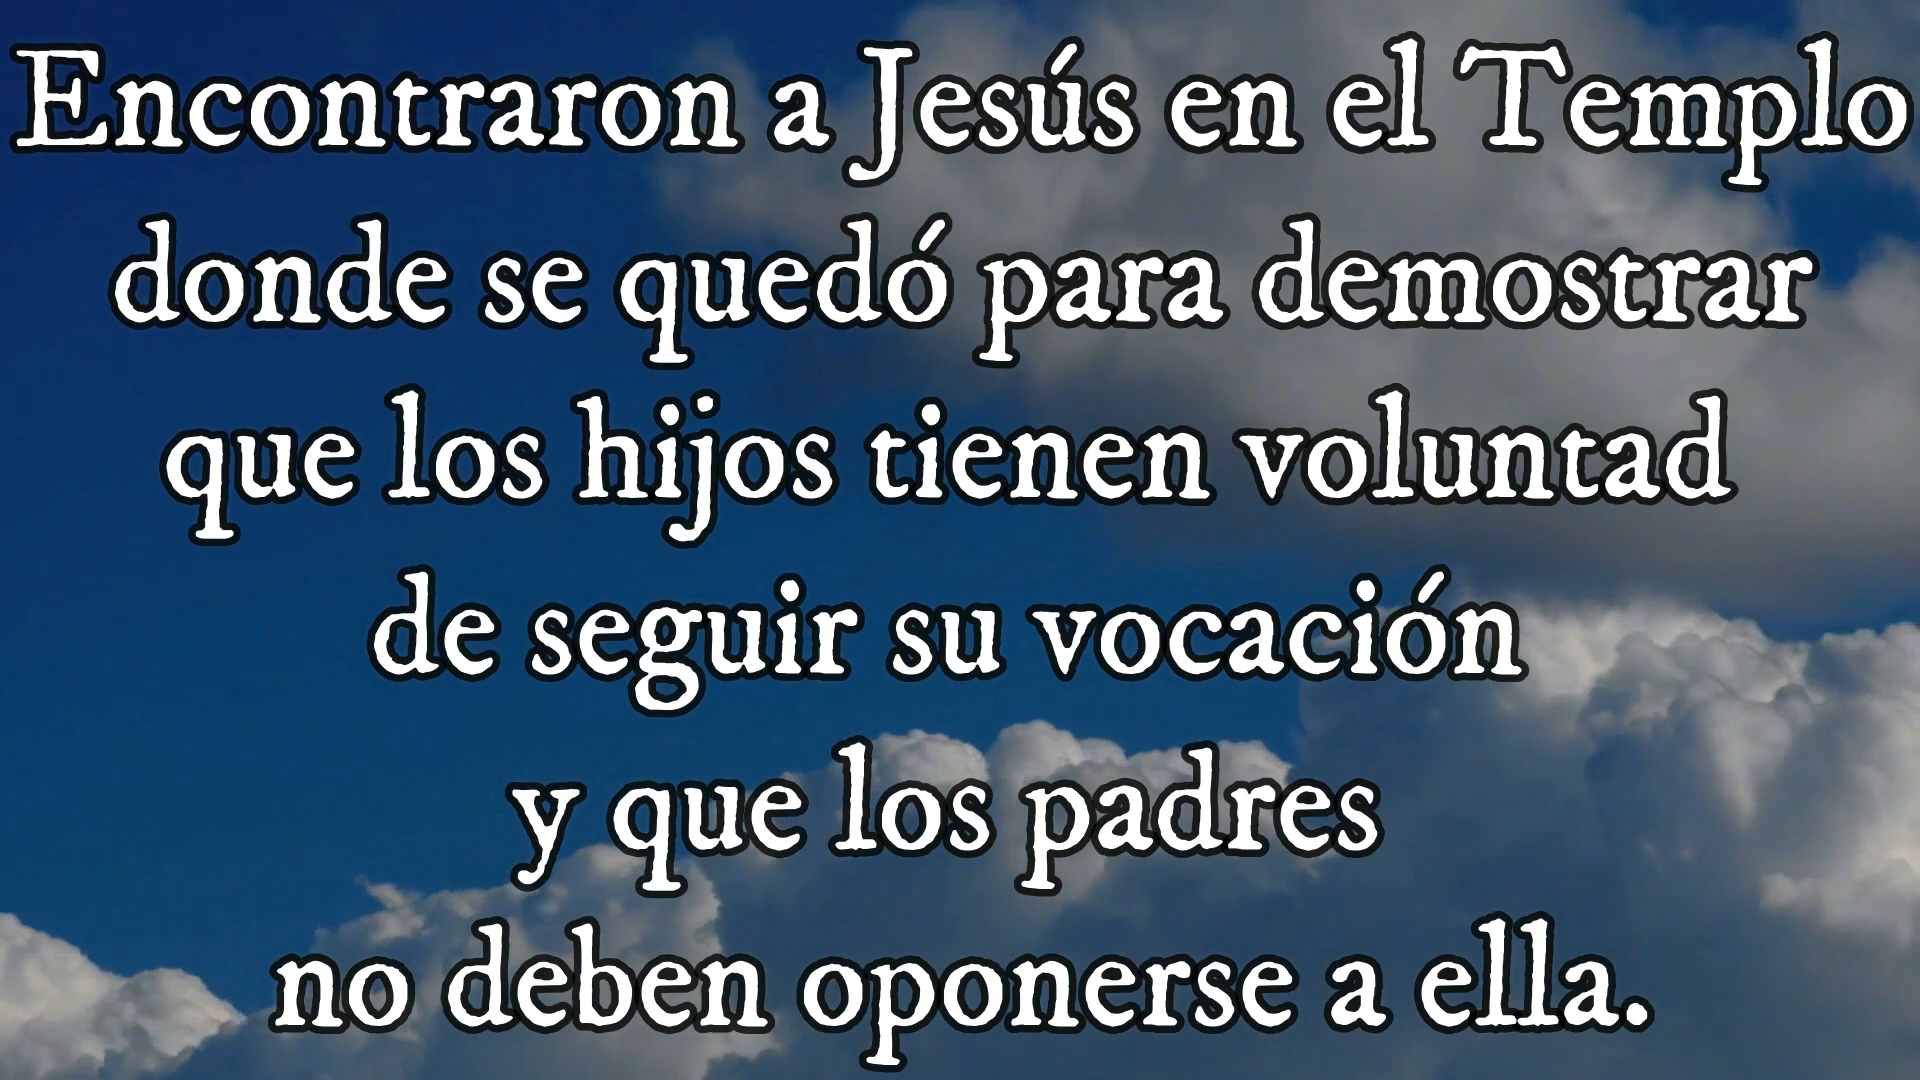 Encontraron a Jesús en el Templo
donde se quedó para demostrar
que los hijos tienen voluntad
de seguir su vocación
y que los padres
no deben oponerse a ella.